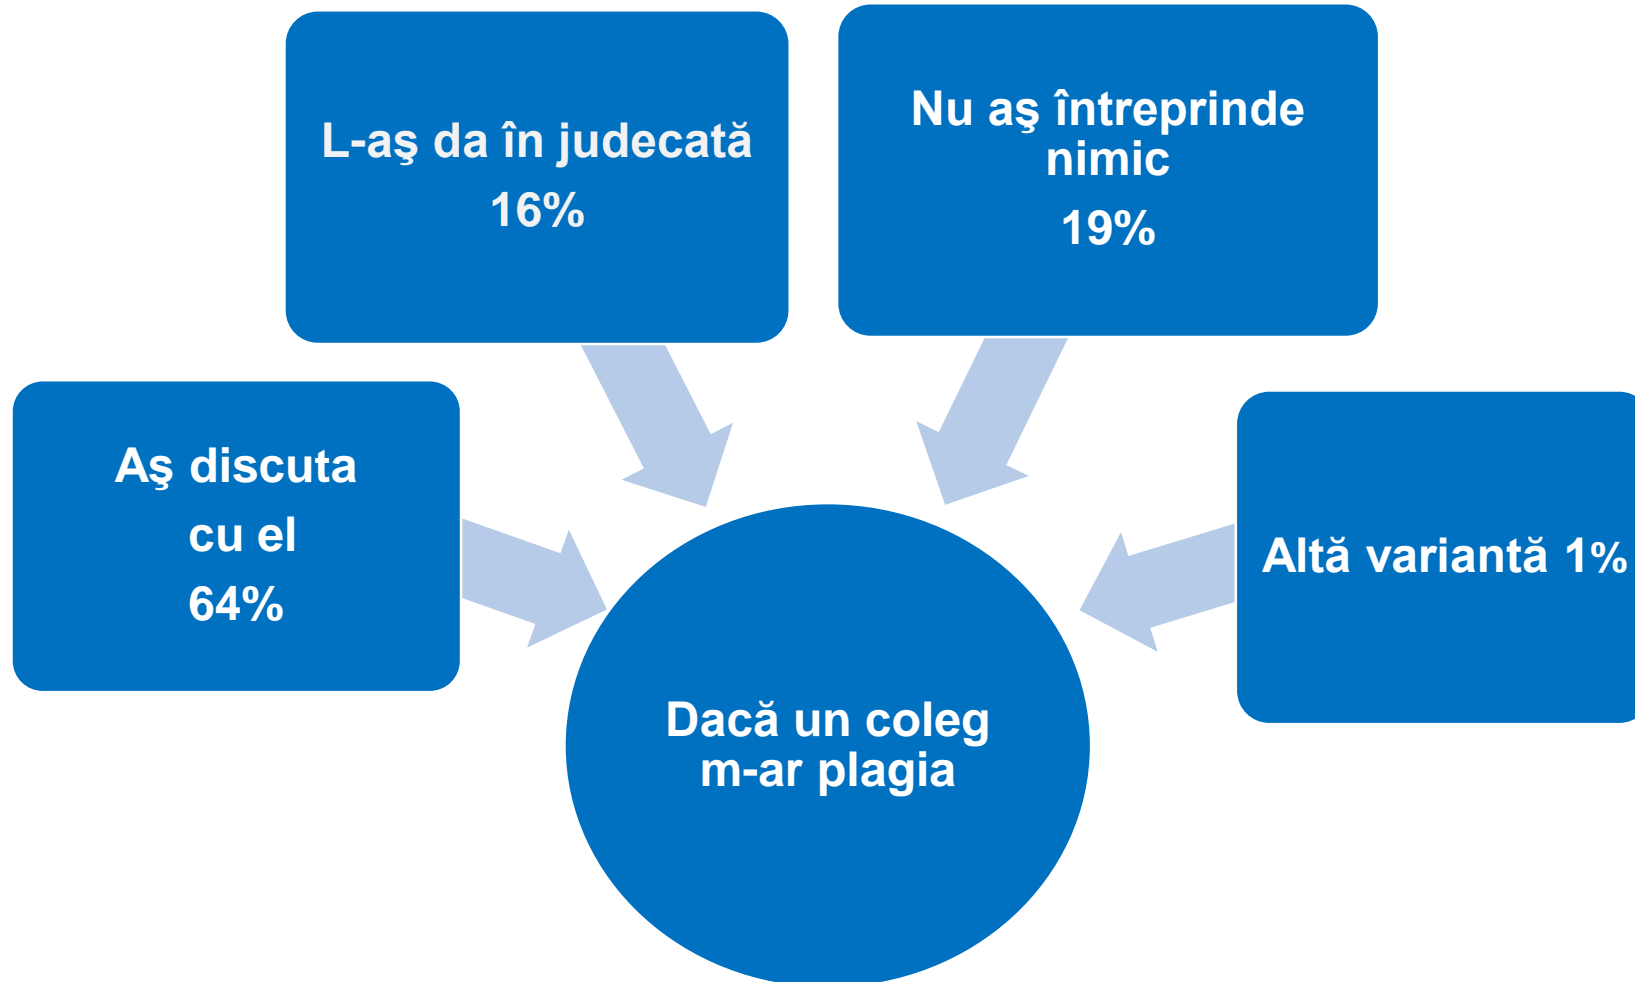 L-aş da în judecată
16%
Nu aş întreprinde
nimic
19%
Aş discuta
cu el
64%
Altă variantă 1%
Dacă un coleg
m-ar plagia